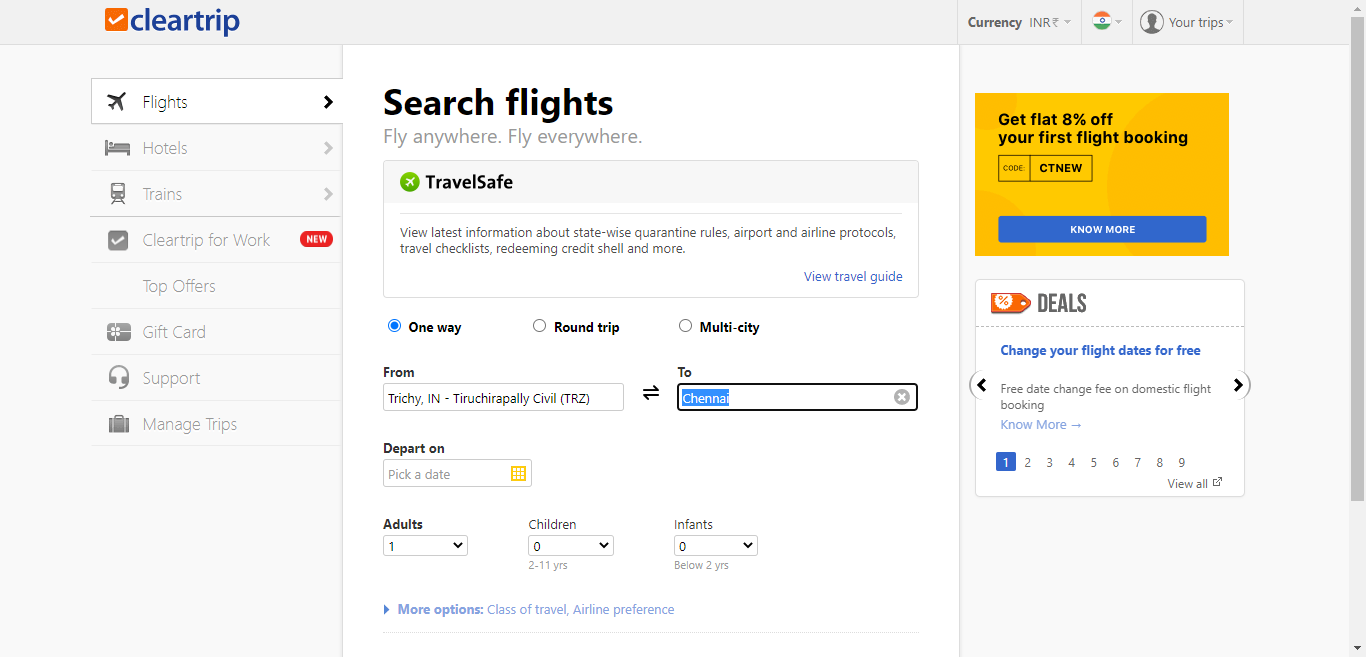 cleartrip
Currency INR₹
Your trips
Flights
Hotels
Trains
Cleartrip for Work NEW
Top Offers
Gift Card
Support
Manage Trips
Search flights
Fly anywhere. Fly everywhere.
TravelSafe
View latest information about state-wise quarantine rules, airport and airline protocols,
travel checklists, redeeming credit shell and more.
View travel guide
One way Round trip Multi-city
From To
Trichy, IN - Tiruchirapally Civil (TRZ) Chennai
Depart on
Pick a date
Adults Children Infants
1 0 0
2-11 yrs Below 2 yrs
More options: Class of travel, Airline preference
Get flat 8% off
your first flight booking
CODE: CTNEW
KNOW MORE
% DEALS
Change your flight dates for free
Free date change fee on domestic flight
booking
Know More →
1 2 3 4 5 6 7 8 9
View all